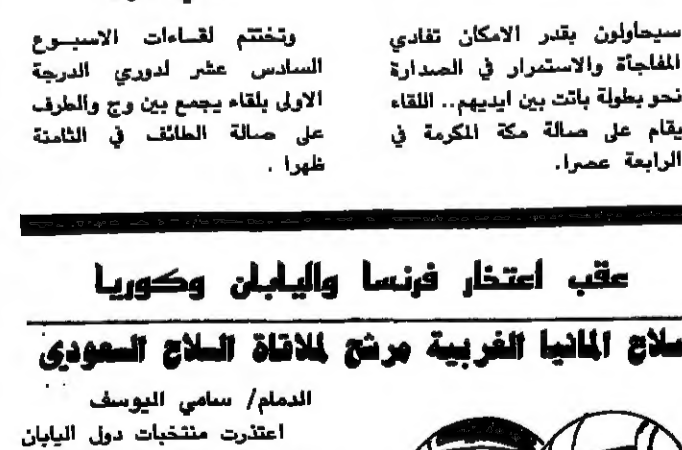 سيحاولون بقدر الامكان تفادي
المفاجأة والاستمرار في الصدارة
نحو بطولة باتت بين ايديهم.. اللقاء
يقام على صالة مكة المكرمة في
الرابعة عصرا.
وتختتم لقاءات الاسبوع
السادس عشر لدوري الدرجة
الاولى بلقاء يجمع بين وج والطرف
على صالة الطائف في الثامنة
ظهرا .
عقب اعتذار فرنسا واليابان وكوريا
سلاح المانيا الغربية مرشح لملاقاة السلاح السعودي
الدمام/ سامي اليوسف
اعتذرت منتخبات دول اليابان